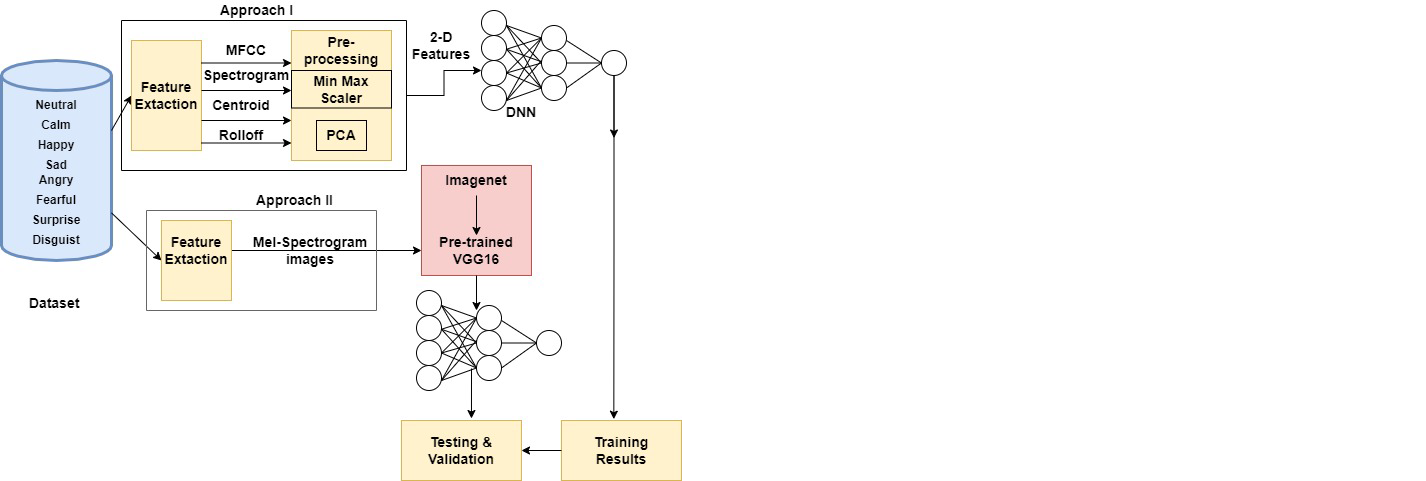 Approach I
Neutral
Calm
Happy
Sad
Angry
Fearful
Surprise
Disguist
Dataset
Feature
Extaction
MFCC
Spectrogram
Centroid
Rolloff
Pre-
processing
Min Max
Scaler
PCA
2-D
Features
DNN
Approach II
Feature
Extaction
Mel-Spectrogram
images
Imagenet
Pre-trained
VGG16
Testing &
Validation
Training
Results